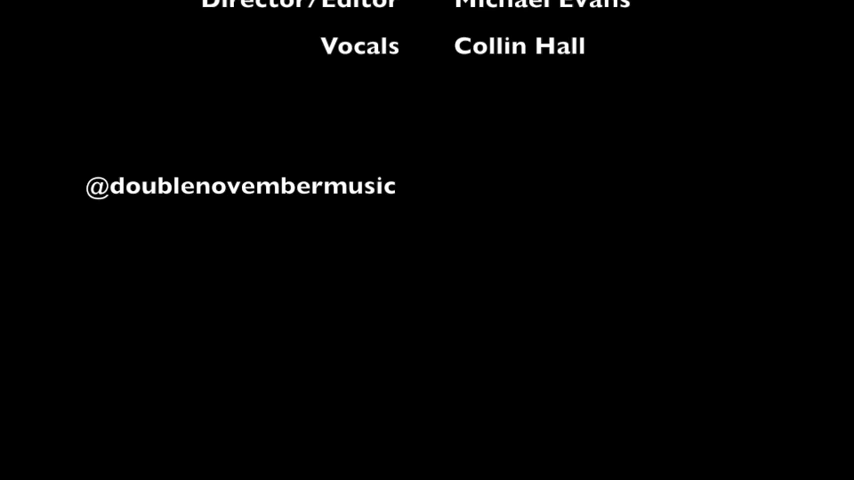 Director/Editor Michael Evans
Vocals Collin Hall
@doublenovembermusic